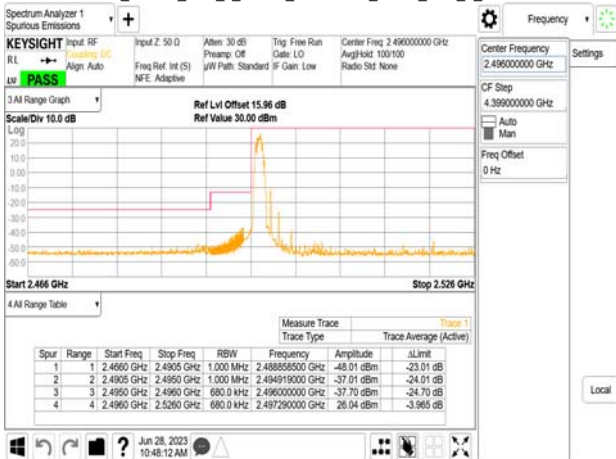 Spectrum Analyzer 1
Spurious Emissions
+
Frequency
KEYSIGHT Input: RF Input Z: 50 Ω Atten: 30 dB Trig: Free Run Center Freq: 2.496000000 GHz
RL Coupling: DC Preamp: Off Gate: LO Avg|Hold: 100/100
Align: Auto Freq Ref: Int (S) µW Path: Standard IF Gain: Low Radio Std: None
LW PASS NFE: Adaptive
Center Frequency
2.496000000 GHz
Settings
CF Step
4.399000000 GHz
Auto
Man
Freq Offset
0 Hz
3 All Range Graph
Ref Lvl Offset 15.96 dB
Scale/Div 10.0 dB Ref Value 30.00 dBm
Log
20.0
10.0
0.00
-10.0
-20.0
-30.0
-40.0
-50.0
-60.0
Start 2.466 GHz Stop 2.526 GHz
4 All Range Table
Measure Trace Trace 1
Trace Type Trace Average (Active)
Spur Range Start Freq Stop Freq RBW Frequency Amplitude ΔLimit
1 1 2.4660 GHz 2.4905 GHz 1.000 MHz 2.488858500 GHz -48.01 dBm -23.01 dB
2 2 2.4905 GHz 2.4950 GHz 1.000 MHz 2.494919000 GHz -37.01 dBm -24.01 dB
3 3 2.4950 GHz 2.4960 GHz 680.0 kHz 2.496000000 GHz -37.70 dBm -24.70 dB
4 4 2.4960 GHz 2.5260 GHz 680.0 kHz 2.497290000 GHz 26.04 dBm -3.965 dB
Local
? Jun 28, 2023
10:48:12 AM